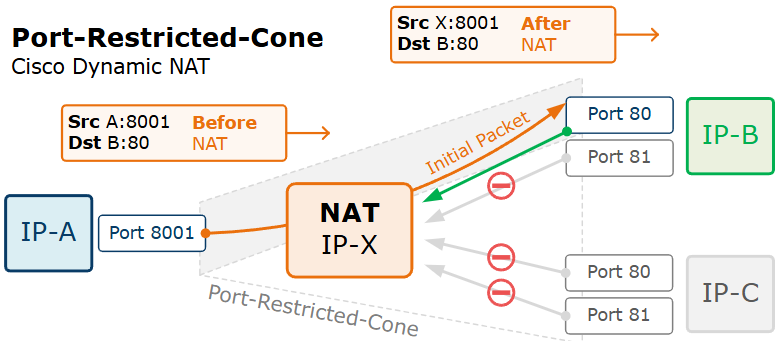 Port-Restricted-Cone
Cisco Dynamic NAT
Src X:8001 After
Dst B:80 NAT
Src A:8001 Before
Dst B:80 NAT
Initial Packet
Port 80
Port 81
IP-B
IP-A
Port 8001
NAT
IP-X
Port 80
Port 81
IP-C
Port-Restricted-Cone